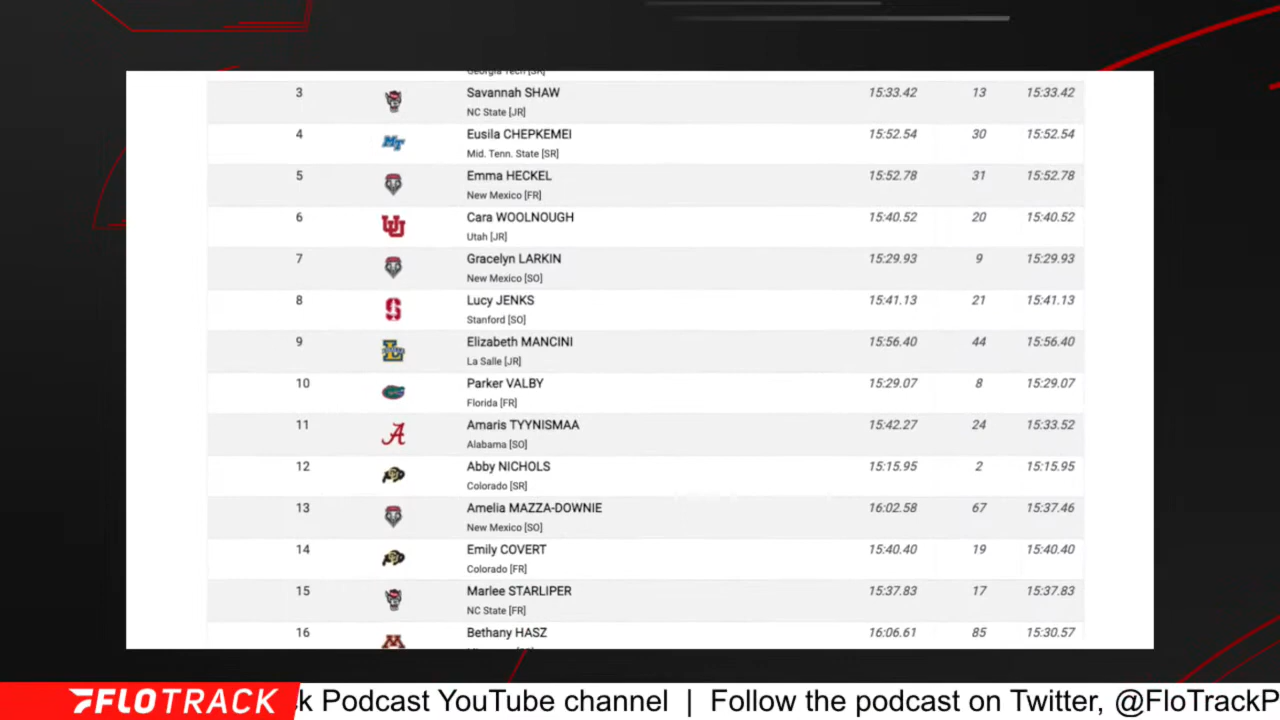 Georgia Tech [SR]
3 Savannah SHAW 15:33.42 13 15:33.42
NC State [JR]
4 Eusila CHEPKEMEI 15:52.54 30 15:52.54
Mid. Tenn. State [SR]
5 Emma HECKEL 15:52.78 31 15:52.78
New Mexico [FR]
6 Cara WOOLNOUGH 15:40.52 20 15:40.52
Utah [JR]
7 Gracelyn LARKIN 15:29.93 9 15:29.93
New Mexico [SO]
8 Lucy JENKS 15:41.13 21 15:41.13
Stanford [SO]
9 Elizabeth MANCINI 15:56.40 44 15:56.40
La Salle [JR]
10 Parker VALBY 15:29.07 8 15:29.07
Florida [FR]
11 Amaris TYYNISMAA 15:42.27 24 15:33.52
Alabama [SO]
12 Abby NICHOLS 15:15.95 2 15:15.95
Colorado [SR]
13 Amelia MAZZA-DOWNIE 16:02.58 67 15:37.46
New Mexico [SO]
14 Emily COVERT 15:40.40 19 15:40.40
Colorado [FR]
15 Marlee STARLIPER 15:37.83 17 15:37.83
NC State [FR]
16 Bethany HASZ 16:06.61 85 15:30.57
FLOTRACK k Podcast YouTube channel | Follow the podcast on Twitter, @FloTrackP